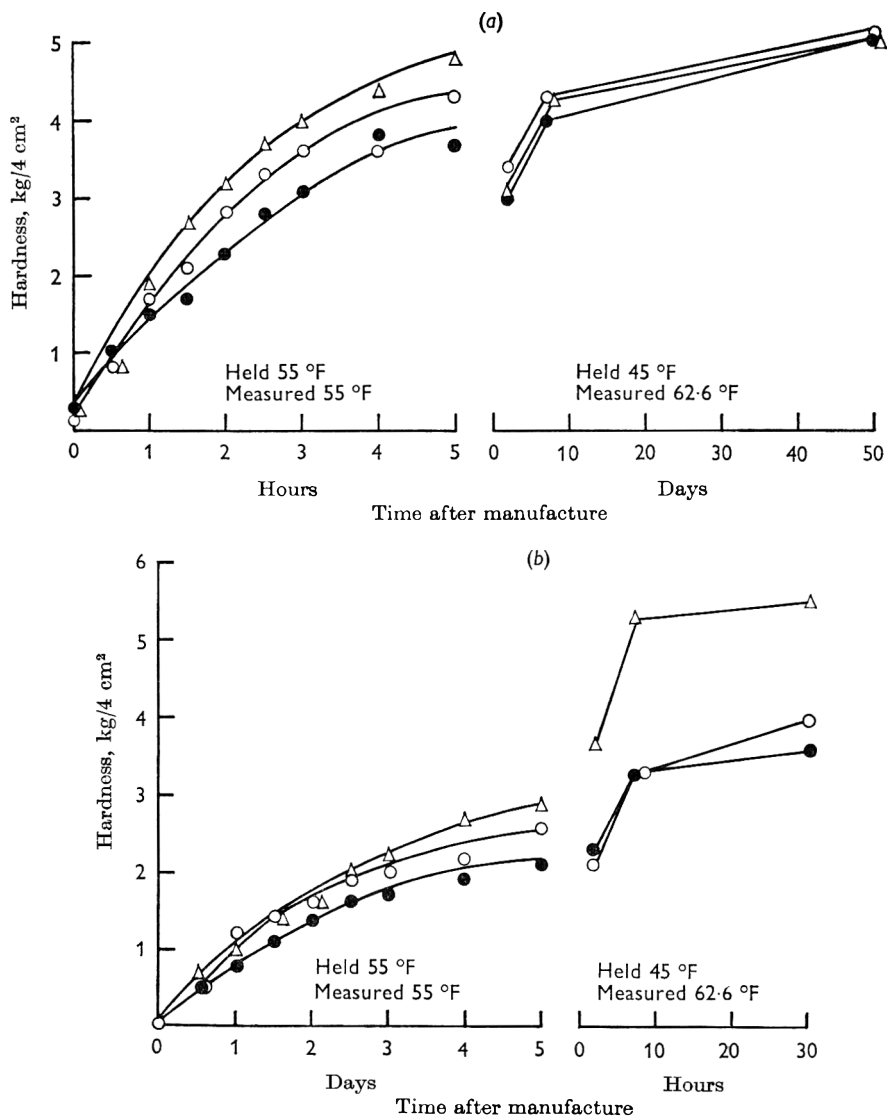 (a)
5
4
3
2
1
Hardness, kg/4 cm²
Held 55 °F
Measured 55 °F
Held 45 °F
Measured 62·6 °F
0 1 2 3 4 5
0 10 20 30 40 50
Hours
Days
Time after manufacture
(b)
6
5
4
3
2
1
Hardness, kg/4 cm²
Held 55 °F
Measured 55 °F
Held 45 °F
Measured 62·6 °F
0 1 2 3 4 5
0 10 20 30
Days
Hours
Time after manufacture